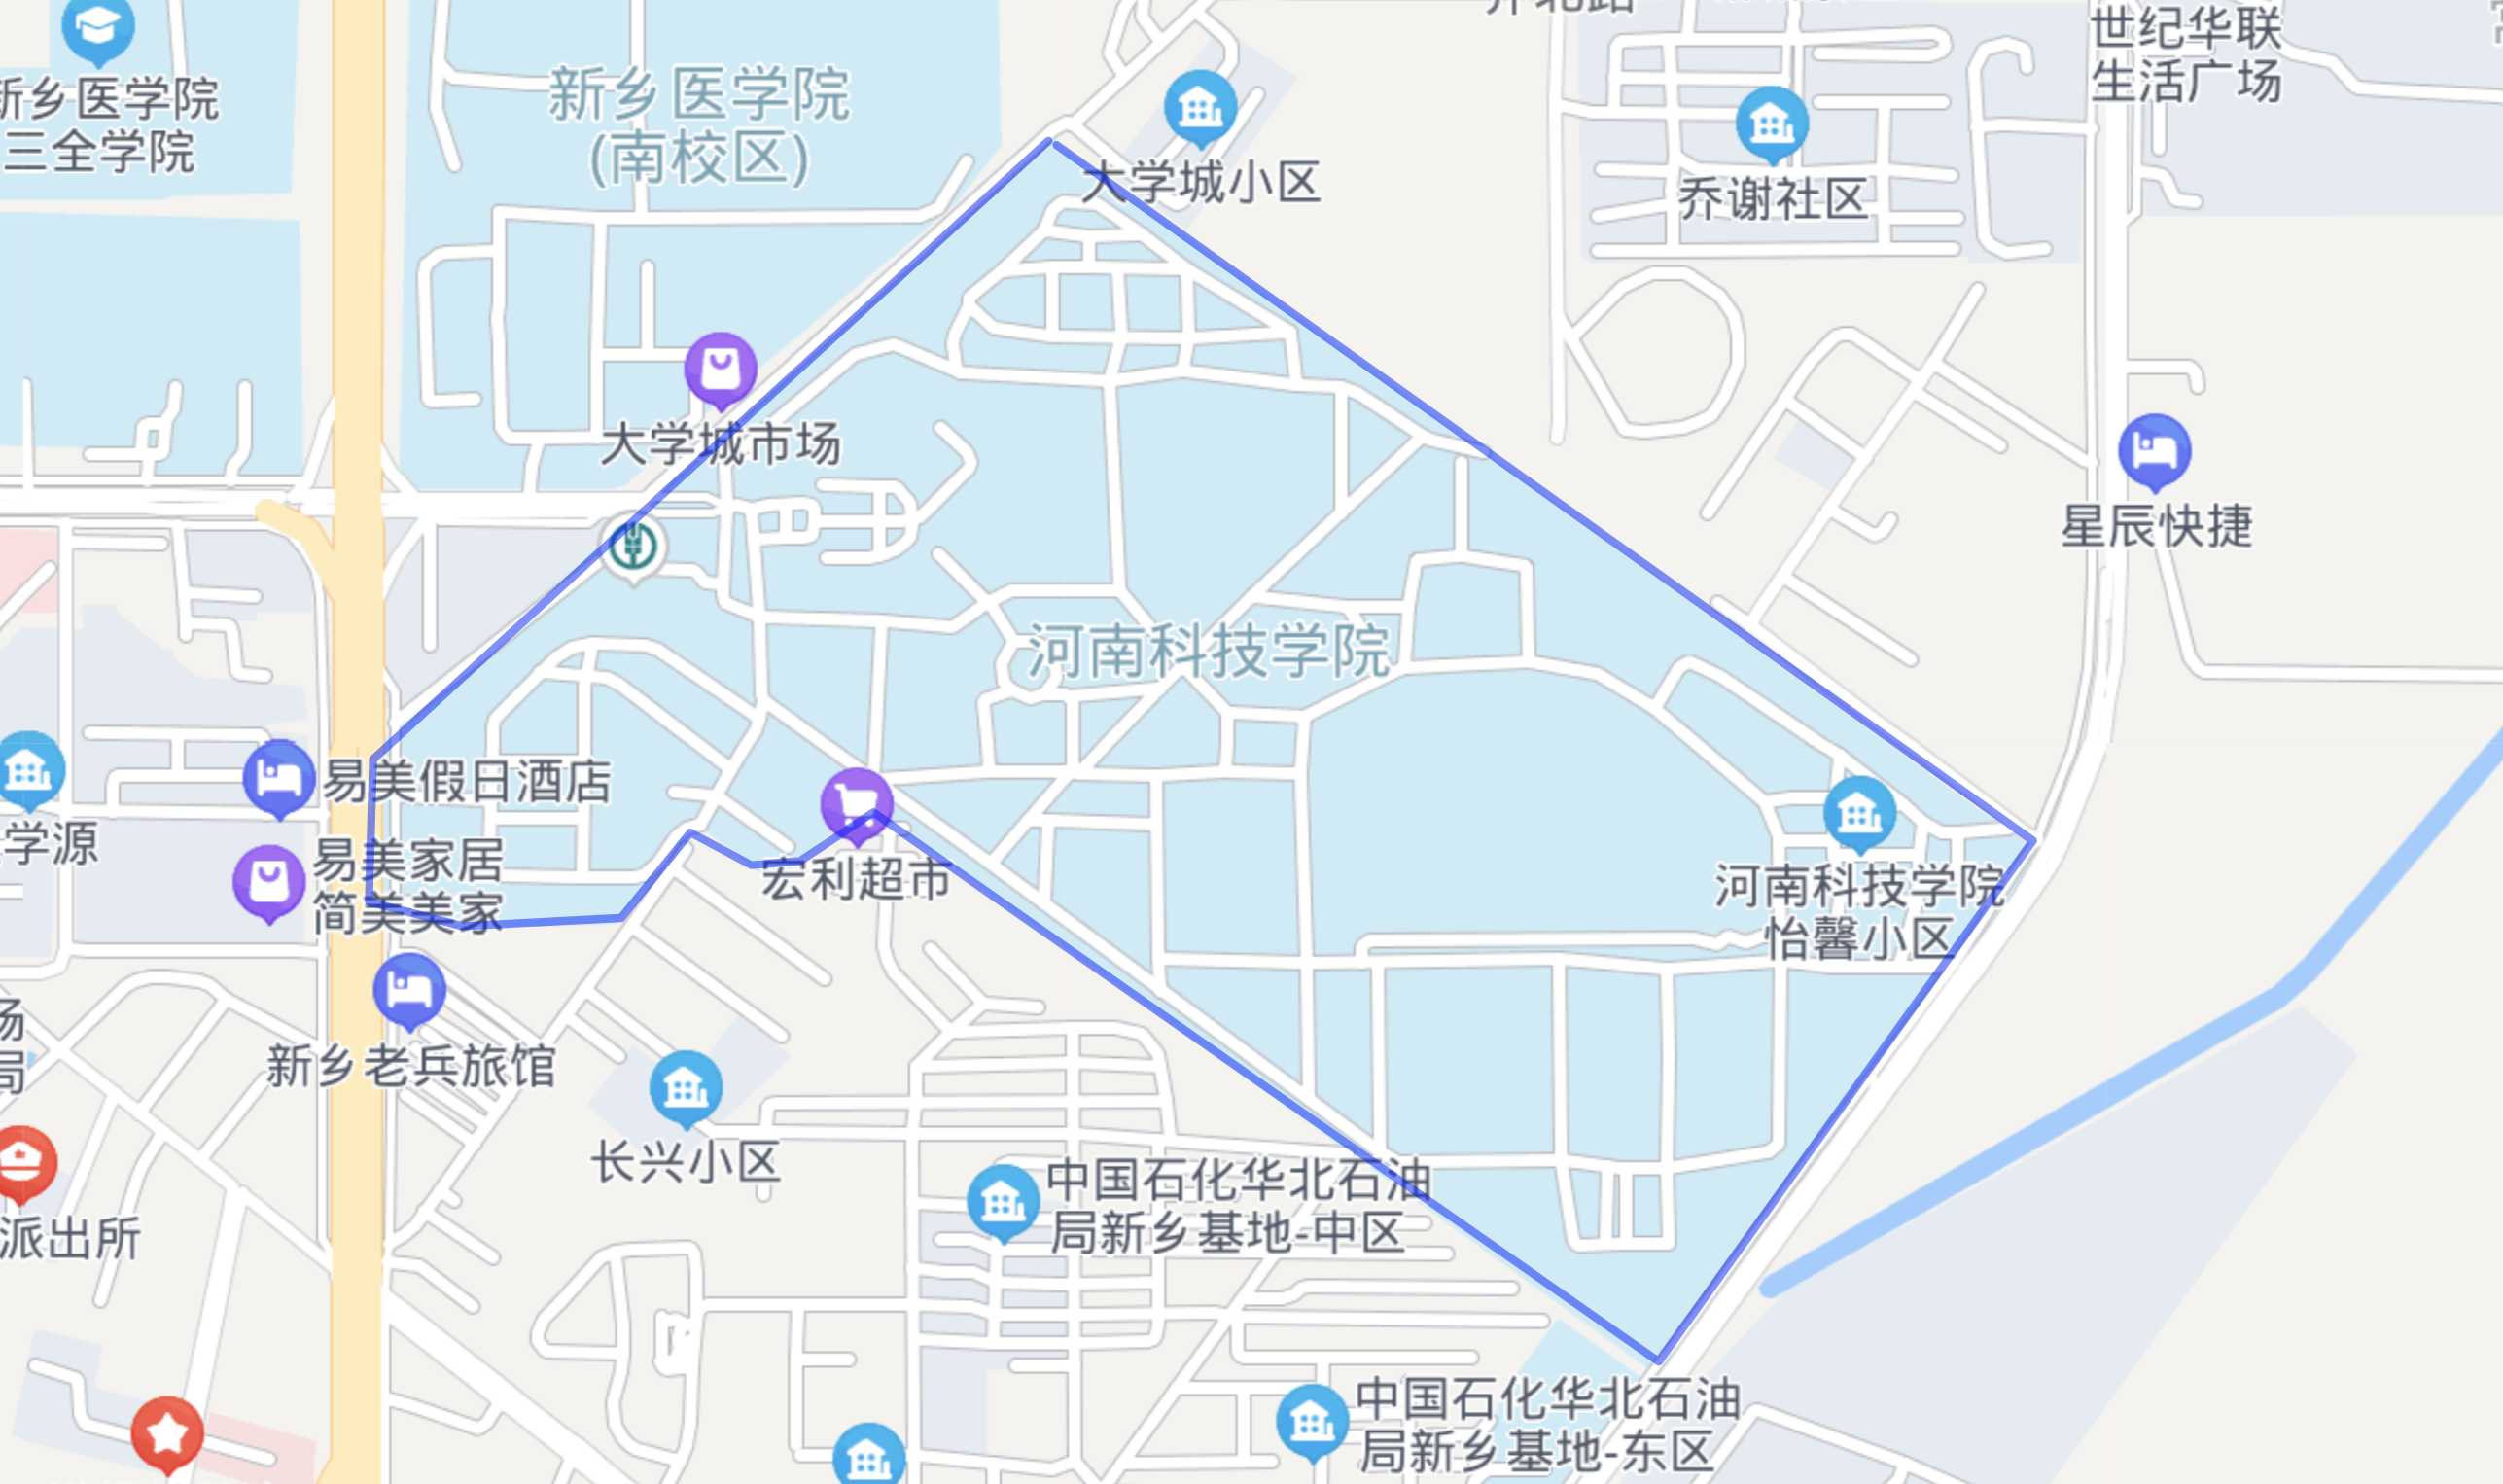 世纪华联
生活广场
新乡医学院
(南校区)
新乡医学院
三全学院
大学城小区
乔谢社区
大学城市场
星辰快捷
河南科技学院
易美假日酒店
学源
易美家居
简美美家
宏利超市
河南科技学院
怡馨小区
新乡老兵旅馆
长兴小区
中国石化华北石油
局新乡基地-中区
派出所
中国石化华北石油
局新乡基地-东区